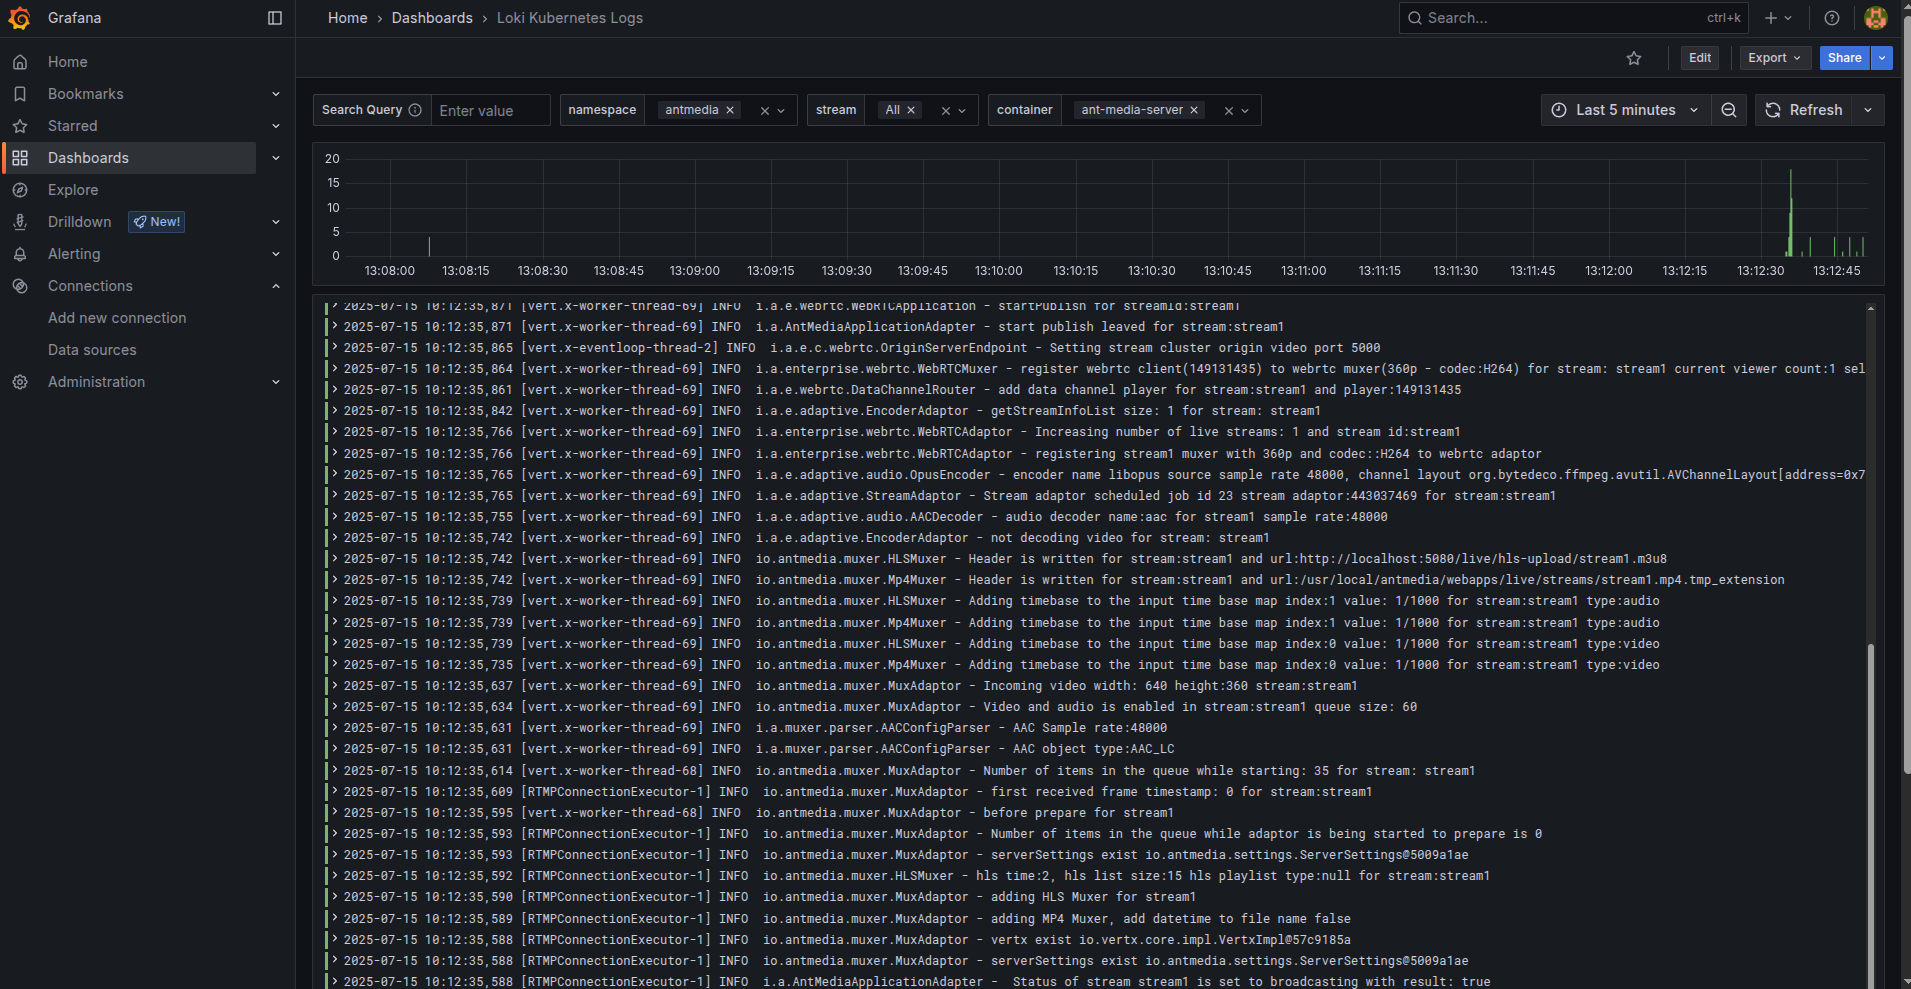 Grafana
Home › Dashboards › Loki Kubernetes Logs
Search... ctrl+k
Edit Export Share
Home
Bookmarks
Starred
Dashboards
Explore
Drilldown New!
Alerting
Connections
Add new connection
Data sources
Administration
Search Query Enter value namespace antmedia stream All container ant-media-server Last 5 minutes Refresh
20
15
10
5
0
13:08:00 13:08:15 13:08:30 13:08:45 13:09:00 13:09:15 13:09:30 13:09:45 13:10:00 13:10:15 13:10:30 13:10:45 13:11:00 13:11:15 13:11:30 13:11:45 13:12:00 13:12:15 13:12:30 13:12:45
2025-07-15 10:12:35,871 [vert.x-worker-thread-69] INFO i.a.e.webrtc.WebRTCApplication - startPublish for streamId:stream1
2025-07-15 10:12:35,871 [vert.x-worker-thread-69] INFO i.a.AntMediaApplicationAdapter - start publish leaved for stream:stream1
2025-07-15 10:12:35,865 [vert.x-eventloop-thread-2] INFO i.a.e.c.webrtc.OriginServerEndpoint - Setting stream cluster origin video port 5000
2025-07-15 10:12:35,864 [vert.x-worker-thread-69] INFO i.a.enterprise.webrtc.WebRTCMuxer - register webrtc client(149131435) to webrtc muxer(360p - codec:H264) for stream: stream1 current viewer count:1 sel
2025-07-15 10:12:35,861 [vert.x-worker-thread-69] INFO i.a.e.webrtc.DataChannelRouter - add data channel player for stream:stream1 and player:149131435
2025-07-15 10:12:35,842 [vert.x-worker-thread-69] INFO i.a.e.adaptive.EncoderAdaptor - getStreamInfoList size: 1 for stream: stream1
2025-07-15 10:12:35,766 [vert.x-worker-thread-69] INFO i.a.enterprise.webrtc.WebRTCAdaptor - Increasing number of live streams: 1 and stream id:stream1
2025-07-15 10:12:35,766 [vert.x-worker-thread-69] INFO i.a.enterprise.webrtc.WebRTCAdaptor - registering stream1 muxer with 360p and codec::H264 to webrtc adaptor
2025-07-15 10:12:35,765 [vert.x-worker-thread-69] INFO i.a.e.adaptive.audio.OpusEncoder - encoder name libopus source sample rate 48000, channel layout org.bytedeco.ffmpeg.avutil.AVChannelLayout[address=0x7
2025-07-15 10:12:35,765 [vert.x-worker-thread-69] INFO i.a.e.adaptive.StreamAdaptor - Stream adaptor scheduled job id 23 stream adaptor:443037469 for stream:stream1
2025-07-15 10:12:35,755 [vert.x-worker-thread-69] INFO i.a.e.adaptive.audio.AACDecoder - audio decoder name:aac for stream1 sample rate:48000
2025-07-15 10:12:35,742 [vert.x-worker-thread-69] INFO i.a.e.adaptive.EncoderAdaptor - not decoding video for stream: stream1
2025-07-15 10:12:35,742 [vert.x-worker-thread-69] INFO io.antmedia.muxer.HLSMuxer - Header is written for stream:stream1 and url:http://localhost:5080/live/hls-upload/stream1.m3u8
2025-07-15 10:12:35,742 [vert.x-worker-thread-69] INFO io.antmedia.muxer.Mp4Muxer - Header is written for stream:stream1 and url:/usr/local/antmedia/webapps/live/streams/stream1.mp4.tmp_extension
2025-07-15 10:12:35,739 [vert.x-worker-thread-69] INFO io.antmedia.muxer.HLSMuxer - Adding timebase to the input time base map index:1 value: 1/1000 for stream:stream1 type:audio
2025-07-15 10:12:35,739 [vert.x-worker-thread-69] INFO io.antmedia.muxer.Mp4Muxer - Adding timebase to the input time base map index:1 value: 1/1000 for stream:stream1 type:audio
2025-07-15 10:12:35,739 [vert.x-worker-thread-69] INFO io.antmedia.muxer.HLSMuxer - Adding timebase to the input time base map index:0 value: 1/1000 for stream:stream1 type:video
2025-07-15 10:12:35,735 [vert.x-worker-thread-69] INFO io.antmedia.muxer.Mp4Muxer - Adding timebase to the input time base map index:0 value: 1/1000 for stream:stream1 type:video
2025-07-15 10:12:35,637 [vert.x-worker-thread-69] INFO io.antmedia.muxer.MuxAdaptor - Incoming video width: 640 height:360 stream:stream1
2025-07-15 10:12:35,634 [vert.x-worker-thread-69] INFO io.antmedia.muxer.MuxAdaptor - Video and audio is enabled in stream:stream1 queue size: 60
2025-07-15 10:12:35,631 [vert.x-worker-thread-69] INFO i.a.muxer.parser.AACConfigParser - AAC Sample rate:48000
2025-07-15 10:12:35,631 [vert.x-worker-thread-69] INFO i.a.muxer.parser.AACConfigParser - AAC object type:AAC_LC
2025-07-15 10:12:35,614 [vert.x-worker-thread-68] INFO io.antmedia.muxer.MuxAdaptor - Number of items in the queue while starting: 35 for stream: stream1
2025-07-15 10:12:35,609 [RTMPConnectionExecutor-1] INFO io.antmedia.muxer.MuxAdaptor - first received frame timestamp: 0 for stream:stream1
2025-07-15 10:12:35,595 [vert.x-worker-thread-68] INFO io.antmedia.muxer.MuxAdaptor - before prepare for stream1
2025-07-15 10:12:35,593 [RTMPConnectionExecutor-1] INFO io.antmedia.muxer.MuxAdaptor - Number of items in the queue while adaptor is being started to prepare is 0
2025-07-15 10:12:35,593 [RTMPConnectionExecutor-1] INFO io.antmedia.muxer.MuxAdaptor - serverSettings exist io.antmedia.settings.ServerSettings@5009a1ae
2025-07-15 10:12:35,592 [RTMPConnectionExecutor-1] INFO io.antmedia.muxer.HLSMuxer - hls time:2, hls list size:15 hls playlist type:null for stream:stream1
2025-07-15 10:12:35,590 [RTMPConnectionExecutor-1] INFO io.antmedia.muxer.MuxAdaptor - adding HLS Muxer for stream1
2025-07-15 10:12:35,589 [RTMPConnectionExecutor-1] INFO io.antmedia.muxer.MuxAdaptor - adding MP4 Muxer, add datetime to file name false
2025-07-15 10:12:35,588 [RTMPConnectionExecutor-1] INFO io.antmedia.muxer.MuxAdaptor - vertx exist io.vertx.core.impl.VertxImpl@57c9185a
2025-07-15 10:12:35,588 [RTMPConnectionExecutor-1] INFO io.antmedia.muxer.MuxAdaptor - serverSettings exist io.antmedia.settings.ServerSettings@5009a1ae
2025-07-15 10:12:35,588 [RTMPConnectionExecutor-1] INFO i.a.AntMediaApplicationAdapter - Status of stream stream1 is set to broadcasting with result: true